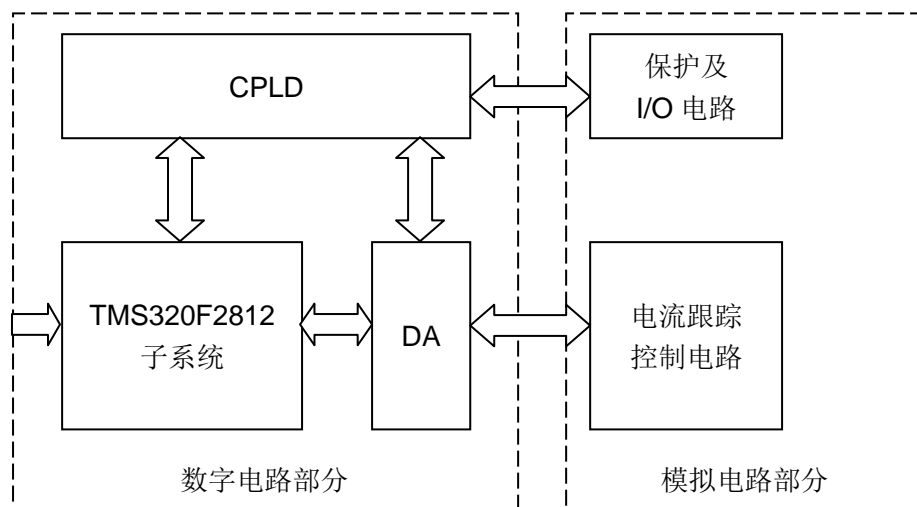 CPLD
保护及
I/O 电路
TMS320F2812
子系统
DA
电流跟踪
控制电路
数字电路部分
模拟电路部分